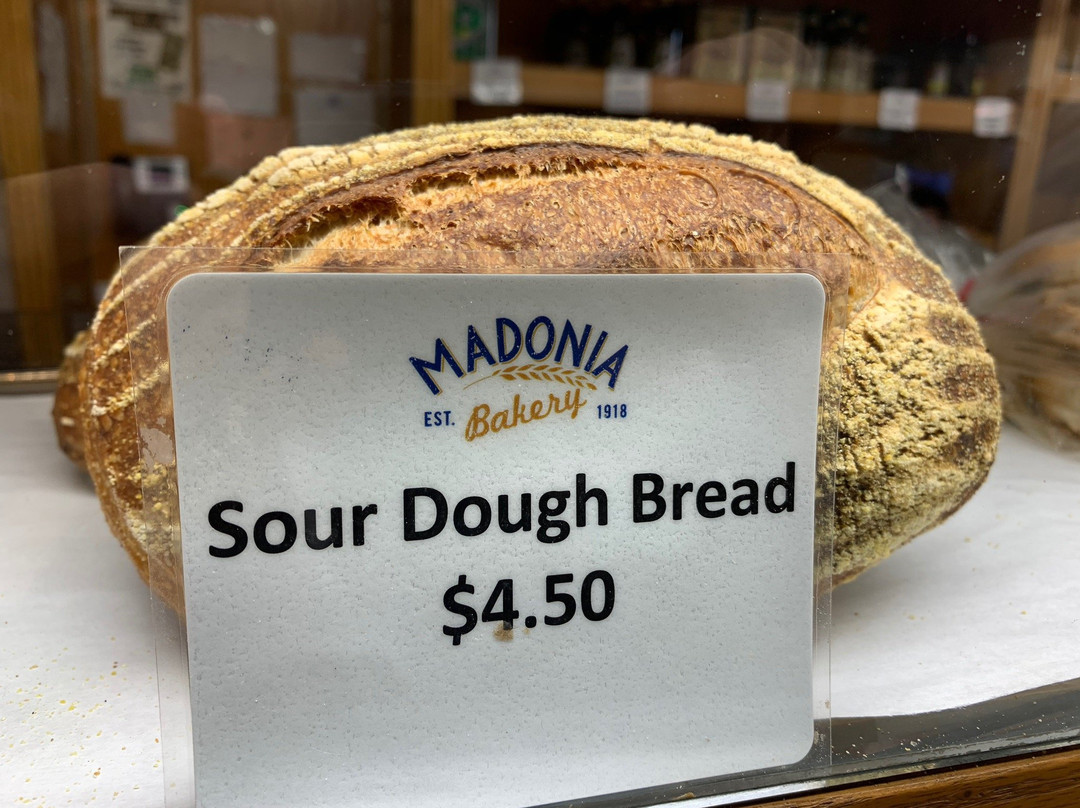 MADONIA
EST. Bakery 1918
Sour Dough Bread
$4.50